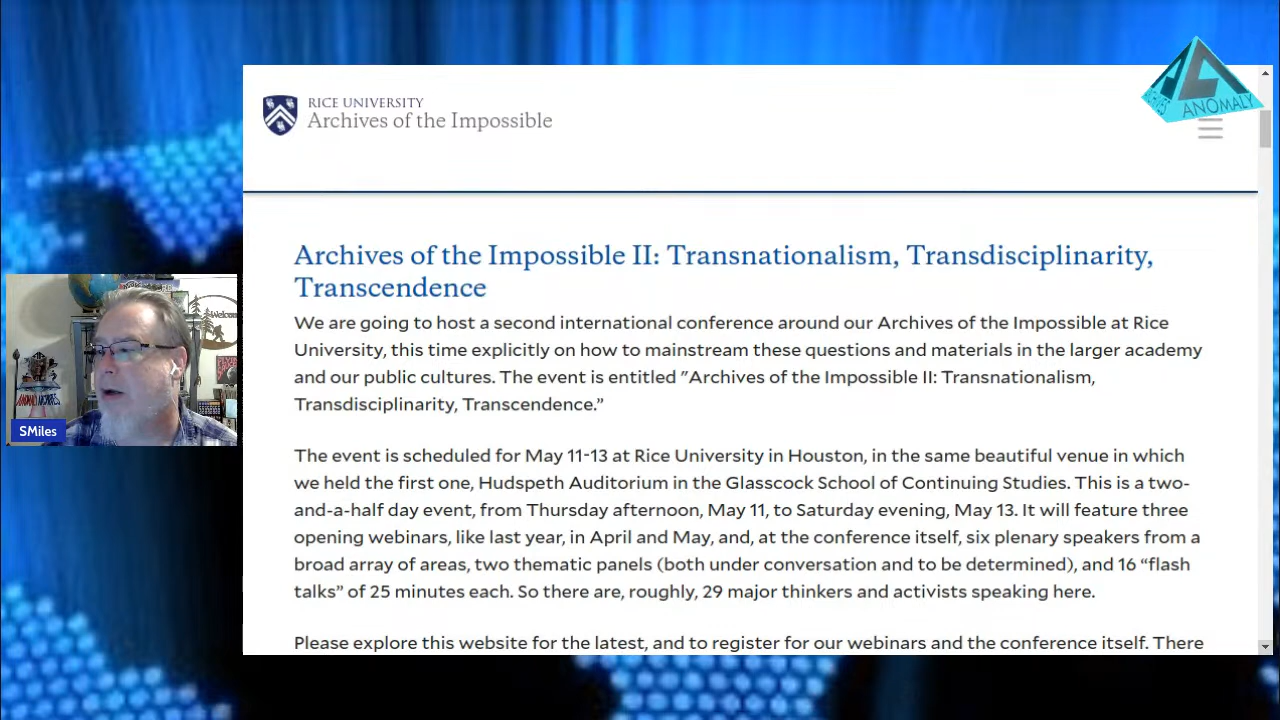 RICE UNIVERSITY
Archives of the Impossible
ANOMALY
Archives of the Impossible II: Transnationalism, Transdisciplinarity,
Transcendence
We are going to host a second international conference around our Archives of the Impossible at Rice
University, this time explicitly on how to mainstream these questions and materials in the larger academy
and our public cultures. The event is entitled "Archives of the Impossible II: Transnationalism,
Transdisciplinarity, Transcendence.”
The event is scheduled for May 11-13 at Rice University in Houston, in the same beautiful venue in which
we held the first one, Hudspeth Auditorium in the Glasscock School of Continuing Studies. This is a two-
and-a-half day event, from Thursday afternoon, May 11, to Saturday evening, May 13. It will feature three
opening webinars, like last year, in April and May, and, at the conference itself, six plenary speakers from a
broad array of areas, two thematic panels (both under conversation and to be determined), and 16 “flash
talks” of 25 minutes each. So there are, roughly, 29 major thinkers and activists speaking here.
Please explore this website for the latest, and to register for our webinars and the conference itself. There
Welcome
SMiles